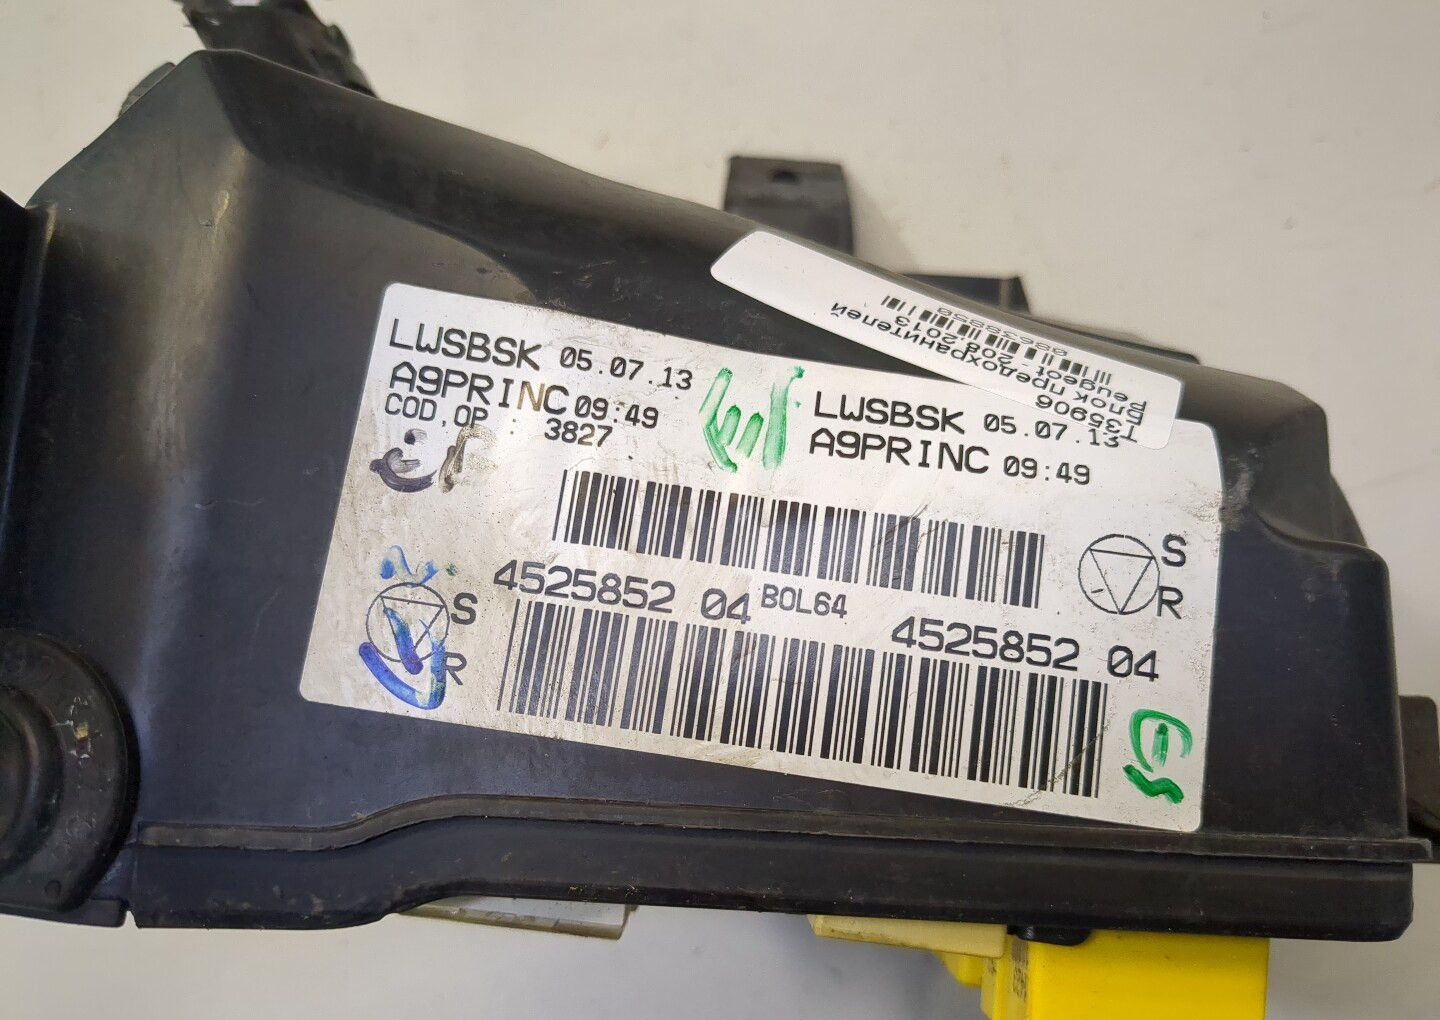 LWSBSK 05.07.13
A9PRINC 09:49
COD.OP : 3827
LWSBSK 05.07.13
A9PRINC 09:49
S
R
4525852 04
BOL64
4525852 04
S
R
T35906
Блок предохранителей
Peugeot - 208 2013